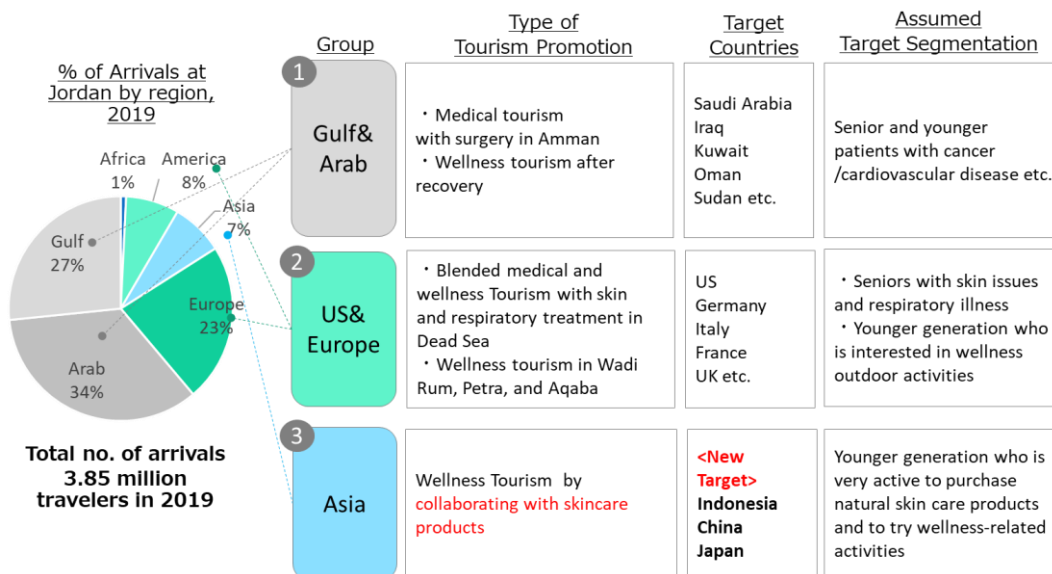 % of Arrivals at
Jordan by region,
2019
Africa
1%
America
8%
Asia
7%
Gulf
27%
Europe
23%
Arab
34%
Total no. of arrivals
3.85 million
travelers in 2019
Group
Type of
Tourism Promotion
Target
Countries
Assumed
Target Segmentation
1
Gulf&
Arab
・Medical tourism
with surgery in Amman
・Wellness tourism after
recovery
Saudi Arabia
Iraq
Kuwait
Oman
Sudan etc.
Senior and younger
patients with cancer
/cardiovascular disease etc.
2
US&
Europe
・Blended medical and
wellness Tourism with skin
and respiratory treatment in
Dead Sea
・Wellness tourism in Wadi
Rum, Petra, and Aqaba
US
Germany
Italy
France
UK etc.
・Seniors with skin issues
and respiratory illness
・Younger generation who
is interested in wellness
outdoor activities
3
Asia
Wellness Tourism by
collaborating with skincare
products
<New
Target>
Indonesia
China
Japan
Younger generation who is
very active to purchase
natural skin care products
and to try wellness-related
activities